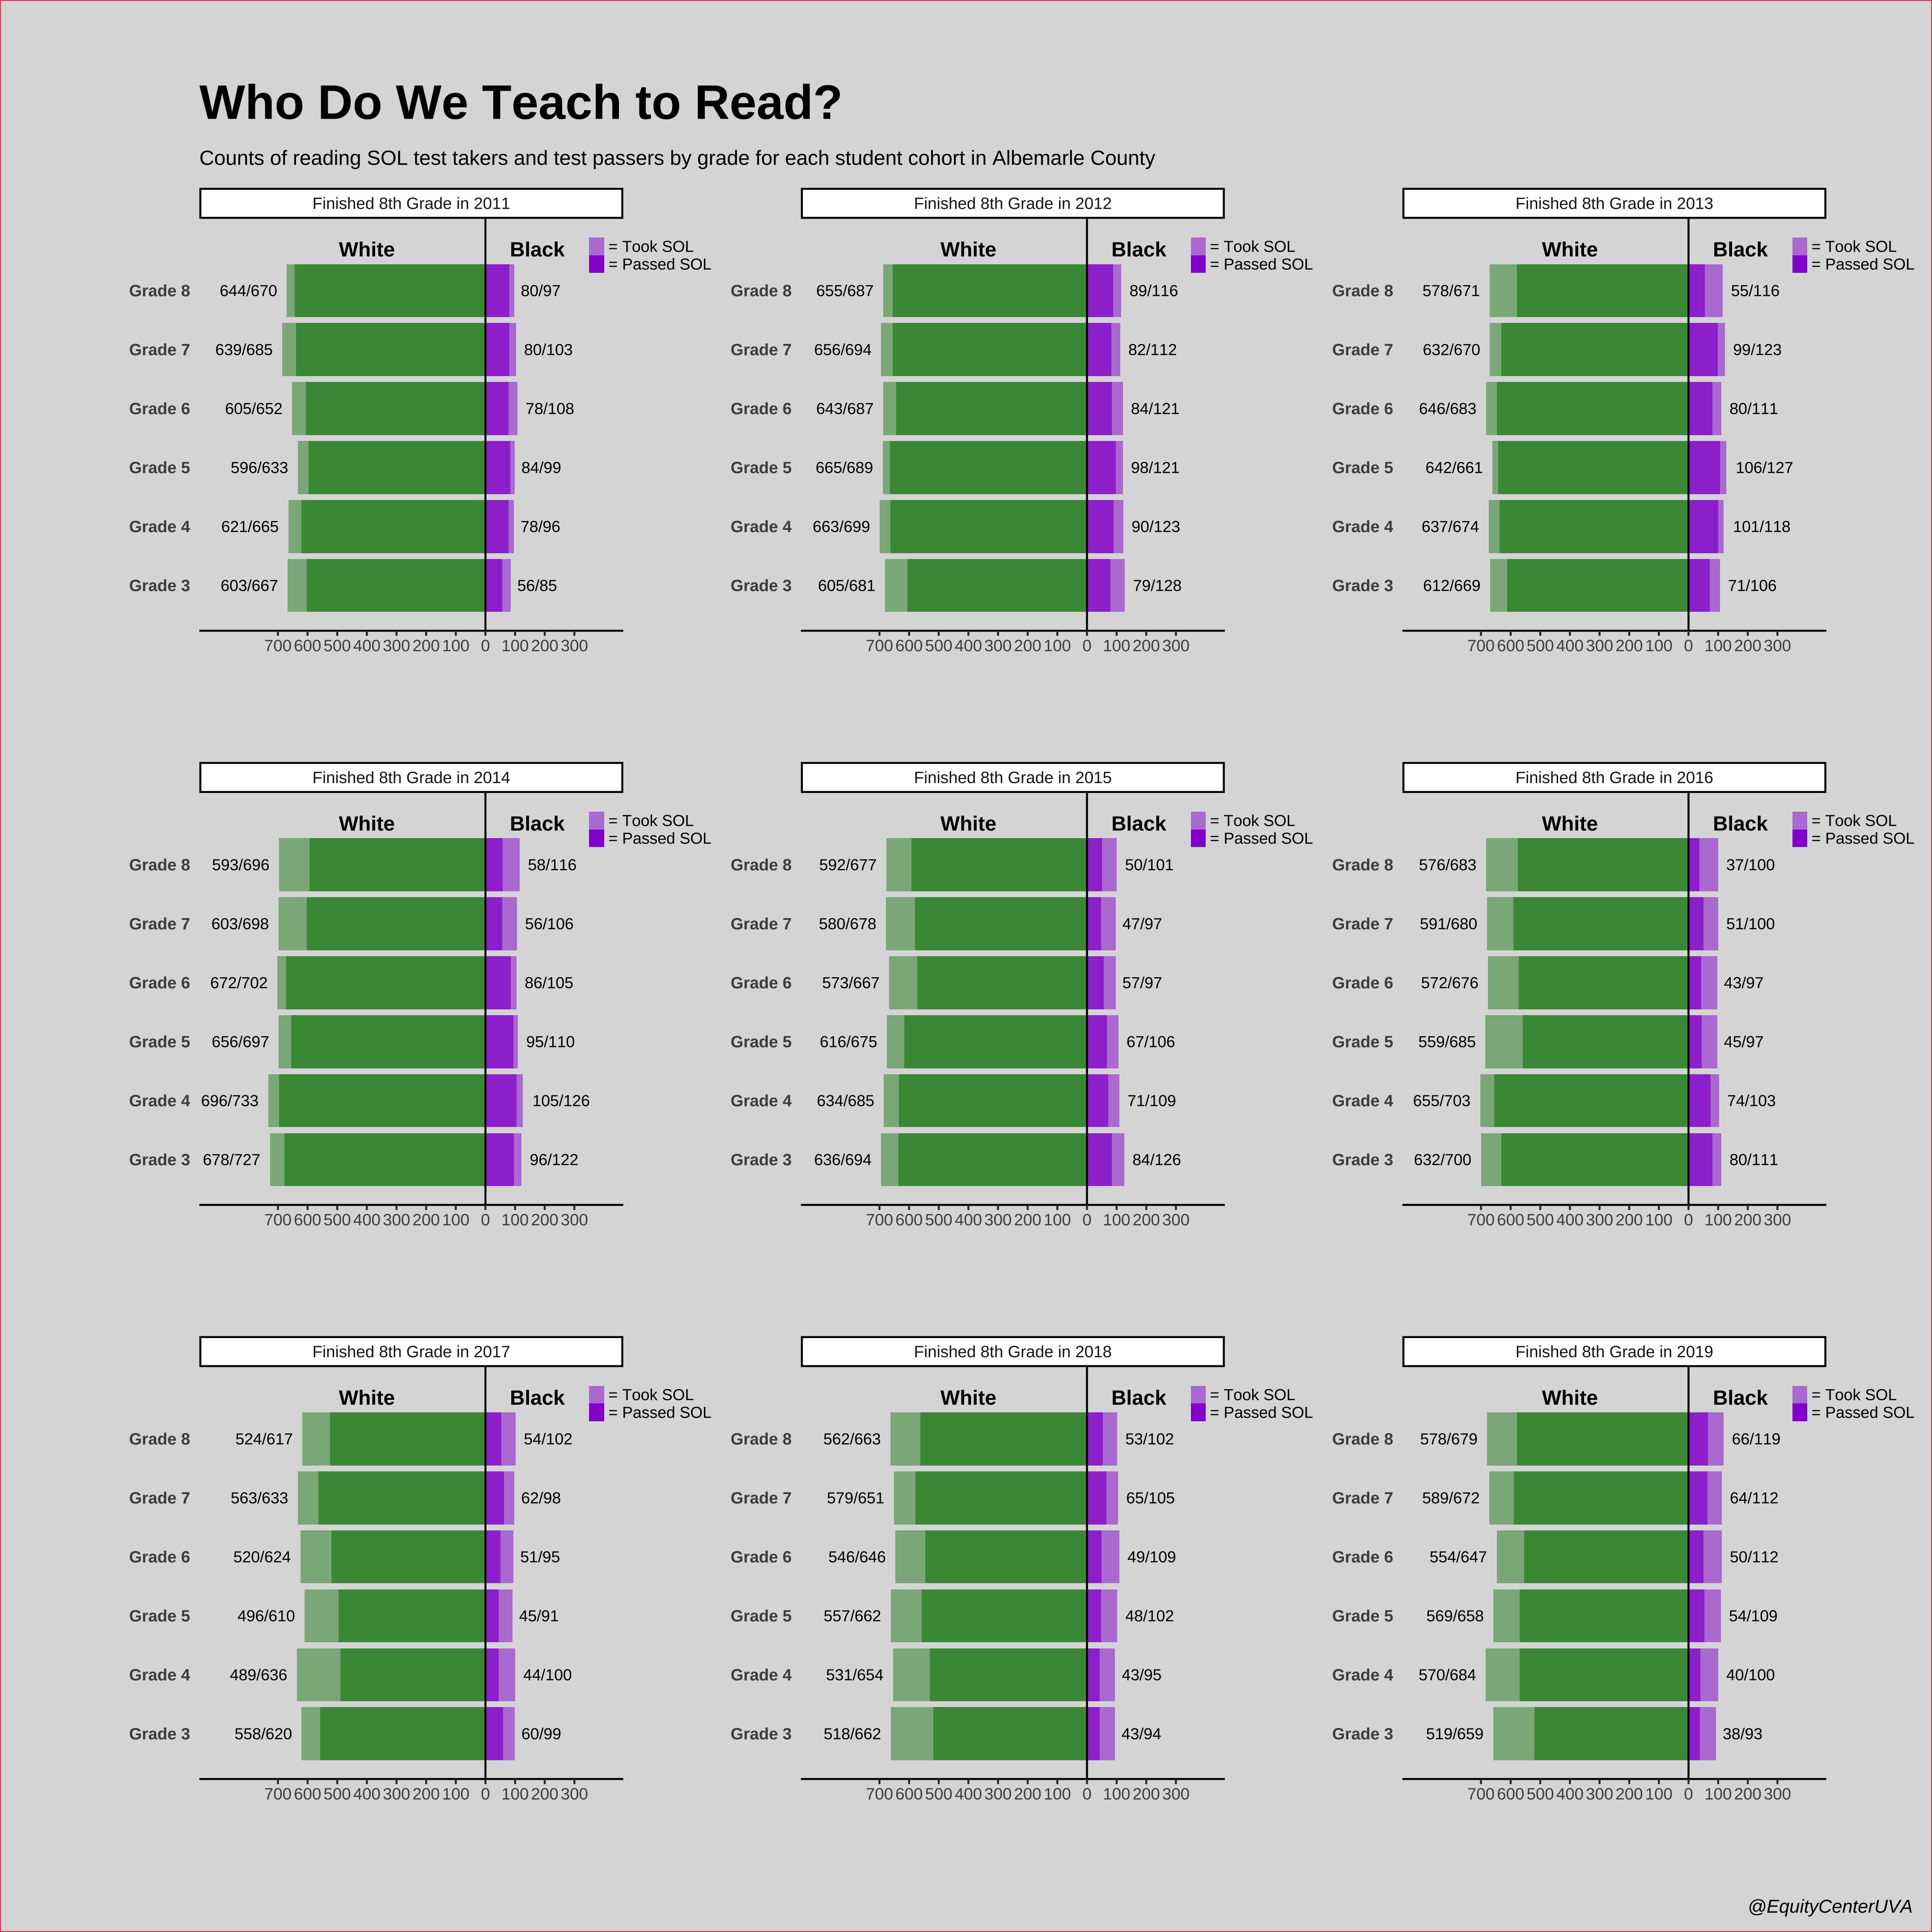 Who Do We Teach to Read?
Counts of reading SOL test takers and test passers by grade for each student cohort in Albemarle County
Finished 8th Grade in 2011
White Black = Took SOL
= Passed SOL
Grade 8 644/670 80/97
Grade 7 639/685 80/103
Grade 6 605/652 78/108
Grade 5 596/633 84/99
Grade 4 621/665 78/96
Grade 3 603/667 56/85
700 600 500 400 300 200 100 0 100 200 300
Finished 8th Grade in 2012
White Black = Took SOL
= Passed SOL
Grade 8 655/687 89/116
Grade 7 656/694 82/112
Grade 6 643/687 84/121
Grade 5 665/689 98/121
Grade 4 663/699 90/123
Grade 3 605/681 79/128
700 600 500 400 300 200 100 0 100 200 300
Finished 8th Grade in 2013
White Black = Took SOL
= Passed SOL
Grade 8 578/671 55/116
Grade 7 632/670 99/123
Grade 6 646/683 80/111
Grade 5 642/661 106/127
Grade 4 637/674 101/118
Grade 3 612/669 71/106
700 600 500 400 300 200 100 0 100 200 300
Finished 8th Grade in 2014
White Black = Took SOL
= Passed SOL
Grade 8 593/696 58/116
Grade 7 603/698 56/106
Grade 6 672/702 86/105
Grade 5 656/697 95/110
Grade 4 696/733 105/126
Grade 3 678/727 96/122
700 600 500 400 300 200 100 0 100 200 300
Finished 8th Grade in 2015
White Black = Took SOL
= Passed SOL
Grade 8 592/677 50/101
Grade 7 580/678 47/97
Grade 6 573/667 57/97
Grade 5 616/675 67/106
Grade 4 634/685 71/109
Grade 3 636/694 84/126
700 600 500 400 300 200 100 0 100 200 300
Finished 8th Grade in 2016
White Black = Took SOL
= Passed SOL
Grade 8 576/683 37/100
Grade 7 591/680 51/100
Grade 6 572/676 43/97
Grade 5 559/685 45/97
Grade 4 655/703 74/103
Grade 3 632/700 80/111
700 600 500 400 300 200 100 0 100 200 300
Finished 8th Grade in 2017
White Black = Took SOL
= Passed SOL
Grade 8 524/617 54/102
Grade 7 563/633 62/98
Grade 6 520/624 51/95
Grade 5 496/610 45/91
Grade 4 489/636 44/100
Grade 3 558/620 60/99
700 600 500 400 300 200 100 0 100 200 300
Finished 8th Grade in 2018
White Black = Took SOL
= Passed SOL
Grade 8 562/663 53/102
Grade 7 579/651 65/105
Grade 6 546/646 49/109
Grade 5 557/662 48/102
Grade 4 531/654 43/95
Grade 3 518/662 43/94
700 600 500 400 300 200 100 0 100 200 300
Finished 8th Grade in 2019
White Black = Took SOL
= Passed SOL
Grade 8 578/679 66/119
Grade 7 589/672 64/112
Grade 6 554/647 50/112
Grade 5 569/658 54/109
Grade 4 570/684 40/100
Grade 3 519/659 38/93
700 600 500 400 300 200 100 0 100 200 300
@EquityCenterUVA